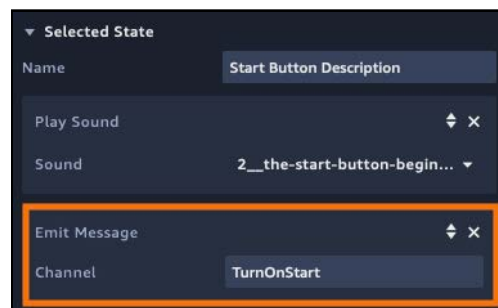 Selected State
Name Start Button Description
Play Sound
Sound 2__the-start-button-begin...
Emit Message
Channel TurnOnStart